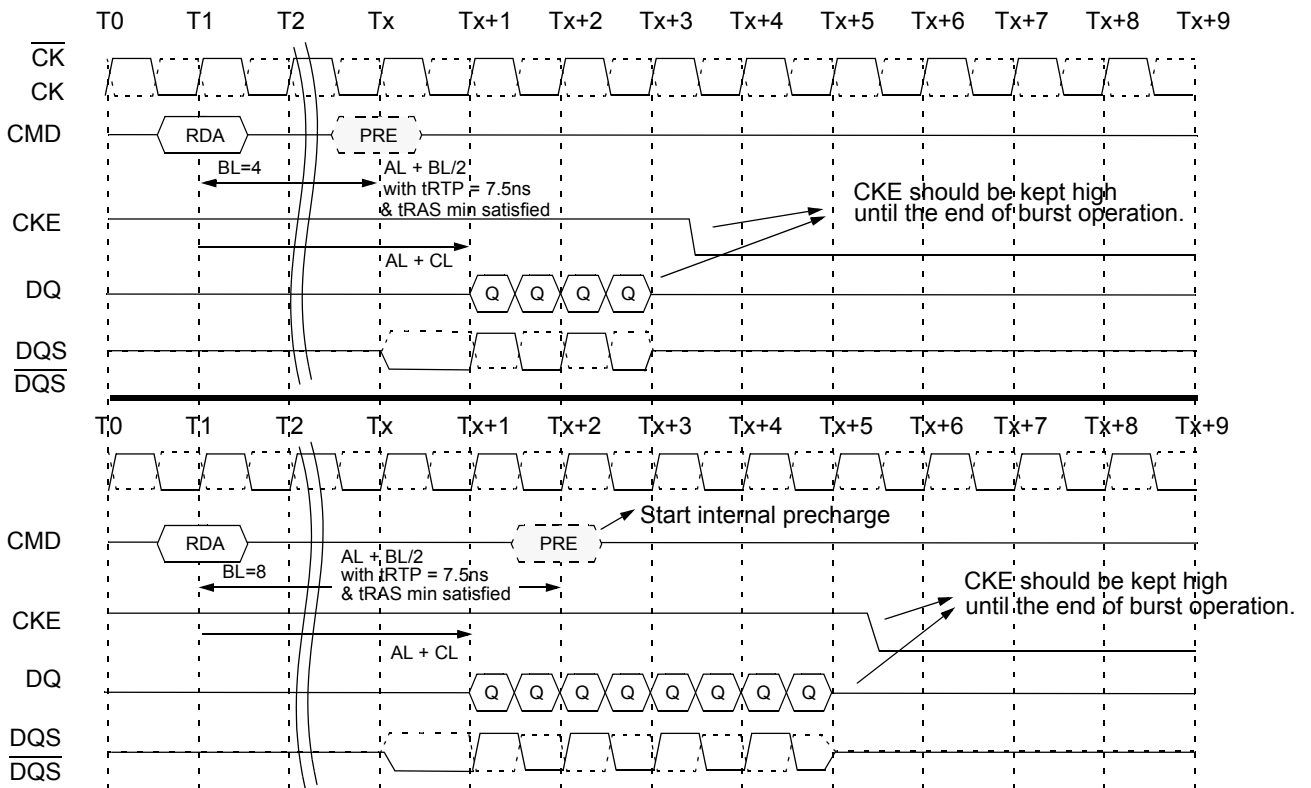 T0 T1 T2 Tx Tx+1 Tx+2 Tx+3 Tx+4 Tx+5 Tx+6 Tx+7 Tx+8 Tx+9
CK
CK
CMD RDA PRE
BL=4 AL + BL/2
with tRTP = 7.5ns
& tRAS min satisfied
CKE should be kept high
until the end of burst operation.
CKE
AL + CL
DQ Q Q Q Q
DQS
DQS
T0 T1 T2 Tx Tx+1 Tx+2 Tx+3 Tx+4 Tx+5 Tx+6 Tx+7 Tx+8 Tx+9
Start internal precharge
CMD RDA PRE
BL=8 AL + BL/2
with tRTP = 7.5ns
& tRAS min satisfied
CKE should be kept high
until the end of burst operation.
CKE
AL + CL
DQ Q Q Q Q Q Q Q Q
DQS
DQS